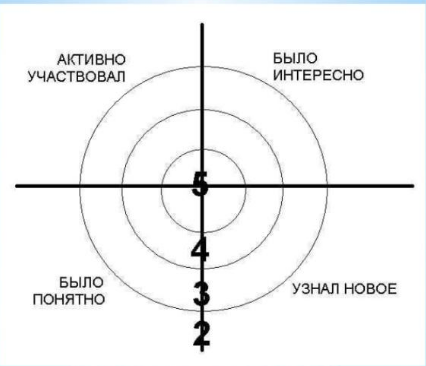 АКТИВНО
УЧАСТВОВАЛ
БЫЛО
ИНТЕРЕСНО
5
4
3
2
БЫЛО
ПОНЯТНО
УЗНАЛ НОВОЕ